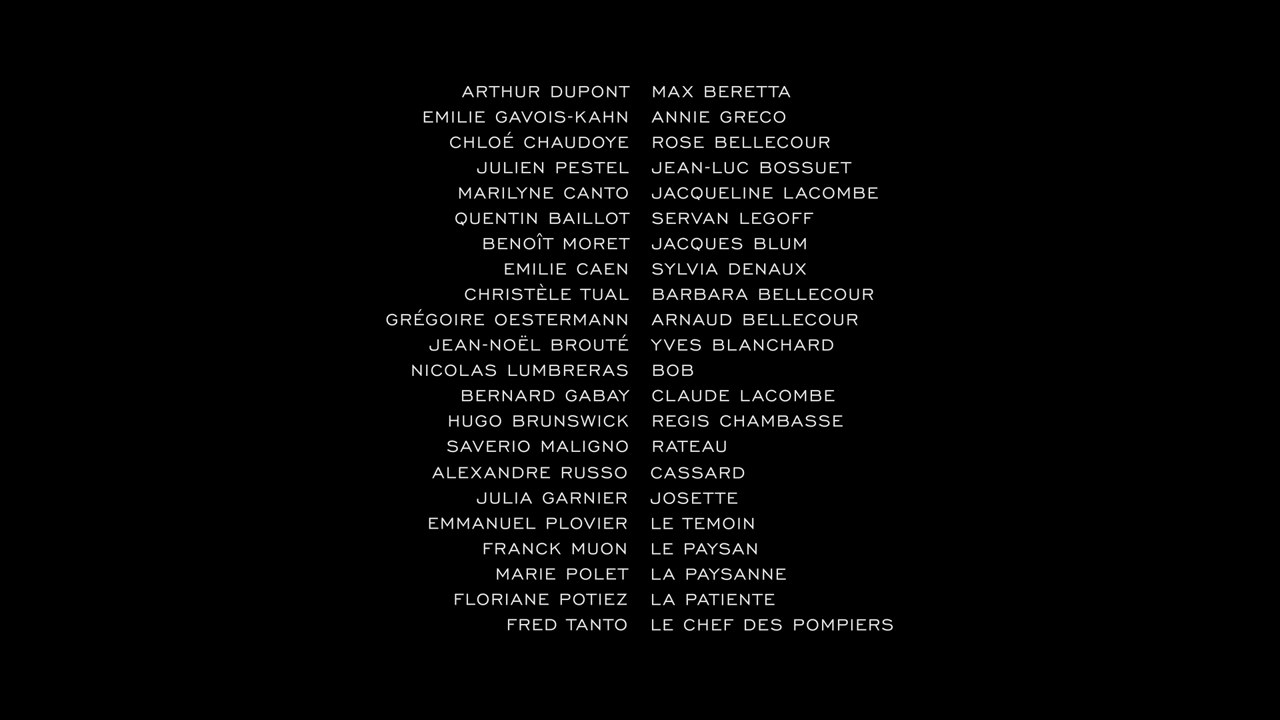 ARTHUR DUPONT MAX BERETTA
EMILIE GAVOIS-KAHN ANNIE GRECO
CHLOÉ CHAUDOYE ROSE BELLECOUR
JULIEN PESTEL JEAN-LUC BOSSUET
MARILYNE CANTO JACQUELINE LACOMBE
QUENTIN BAILLOT SERVAN LEGOFF
BENOÎT MORET JACQUES BLUM
EMILIE CAEN SYLVIA DENAUX
CHRISTÈLE TUAL BARBARA BELLECOUR
GRÉGOIRE OESTERMANN ARNAUD BELLECOUR
JEAN-NOËL BROUTÉ YVES BLANCHARD
NICOLAS LUMBRERAS BOB
BERNARD GABAY CLAUDE LACOMBE
HUGO BRUNSWICK REGIS CHAMBASSE
SAVERIO MALIGNO RATEAU
ALEXANDRE RUSSO CASSARD
JULIA GARNIER JOSETTE
EMMANUEL PLOVIER LE TEMOIN
FRANCK MUON LE PAYSAN
MARIE POLET LA PAYSANNE
FLORIANE POTIEZ LA PATIENTE
FRED TANTO LE CHEF DES POMPIERS